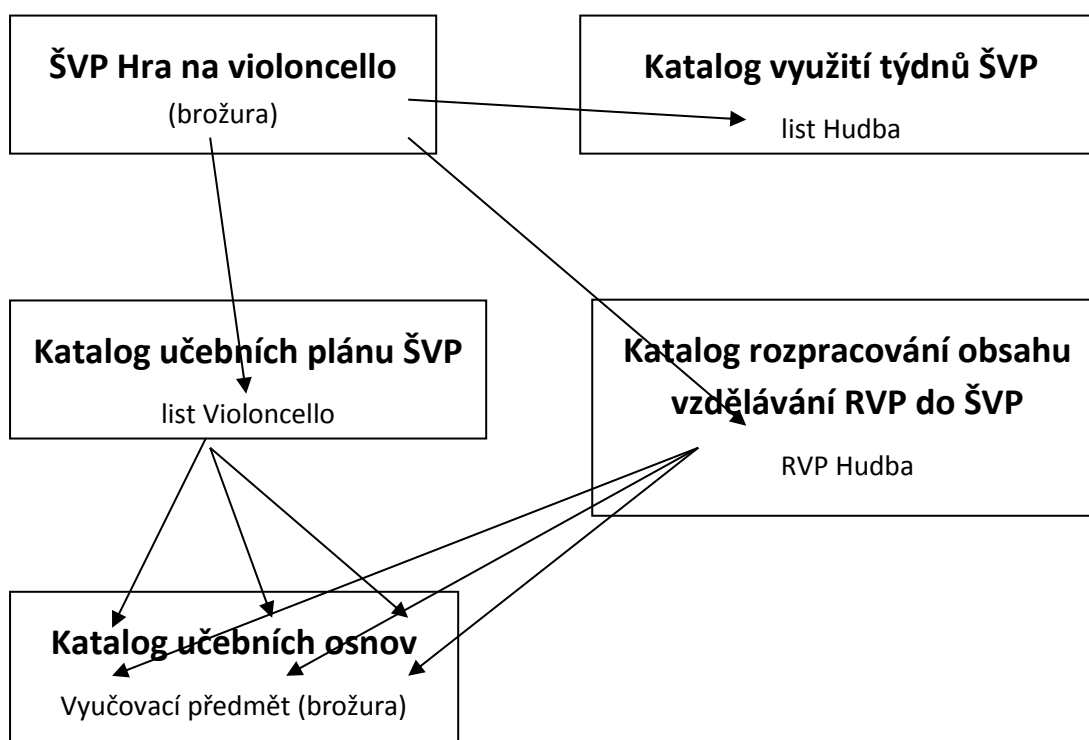 ŠVP Hra na violoncello
(brožura)
Katalog využití týdnů ŠVP
list Hudba
Katalog učebních plánu ŠVP
list Violoncello
Katalog rozpracování obsahu
vzdělávání RVP do ŠVP
RVP Hudba
Katalog učebních osnov
Vyučovací předmět (brožura)